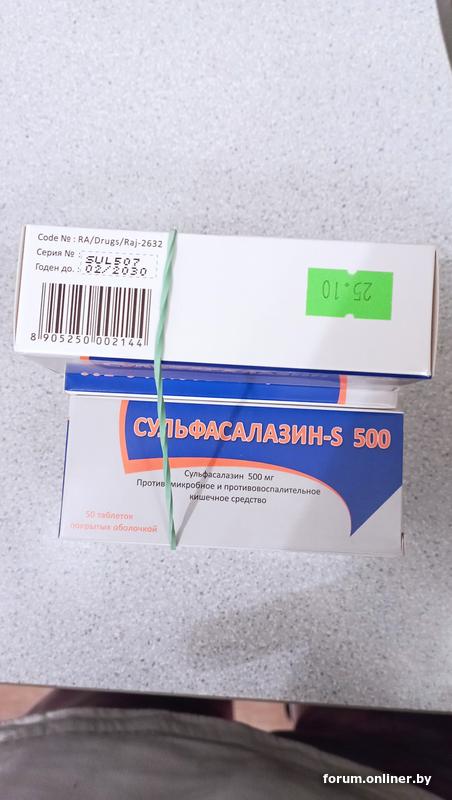 Code № : RA/Drugs/Raj-2632
Серия № : SUL507
Годен до. : 02/2030
8 905250 002144
25.10
СУЛЬФАСАЛАЗИН-S 500
Сульфасалазин 500 мг
Противомикробное и противовоспалительное
кишечное средство
50 таблеток
покрытых оболочкой
forum.onliner.by